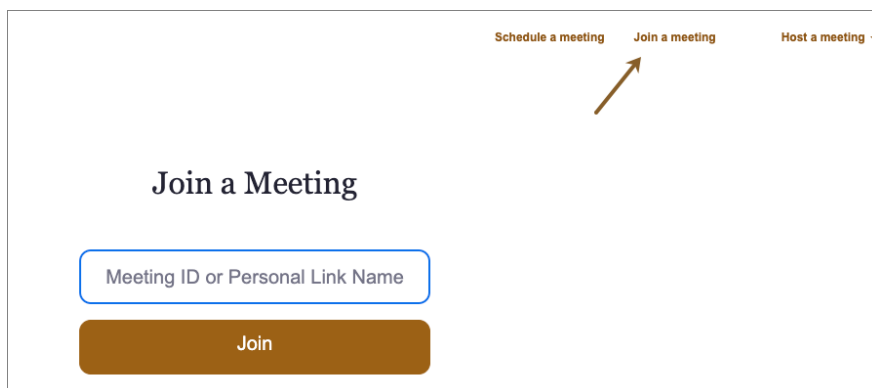 Schedule a meeting Join a meeting Host a meeting
Join a Meeting
Meeting ID or Personal Link Name
Join